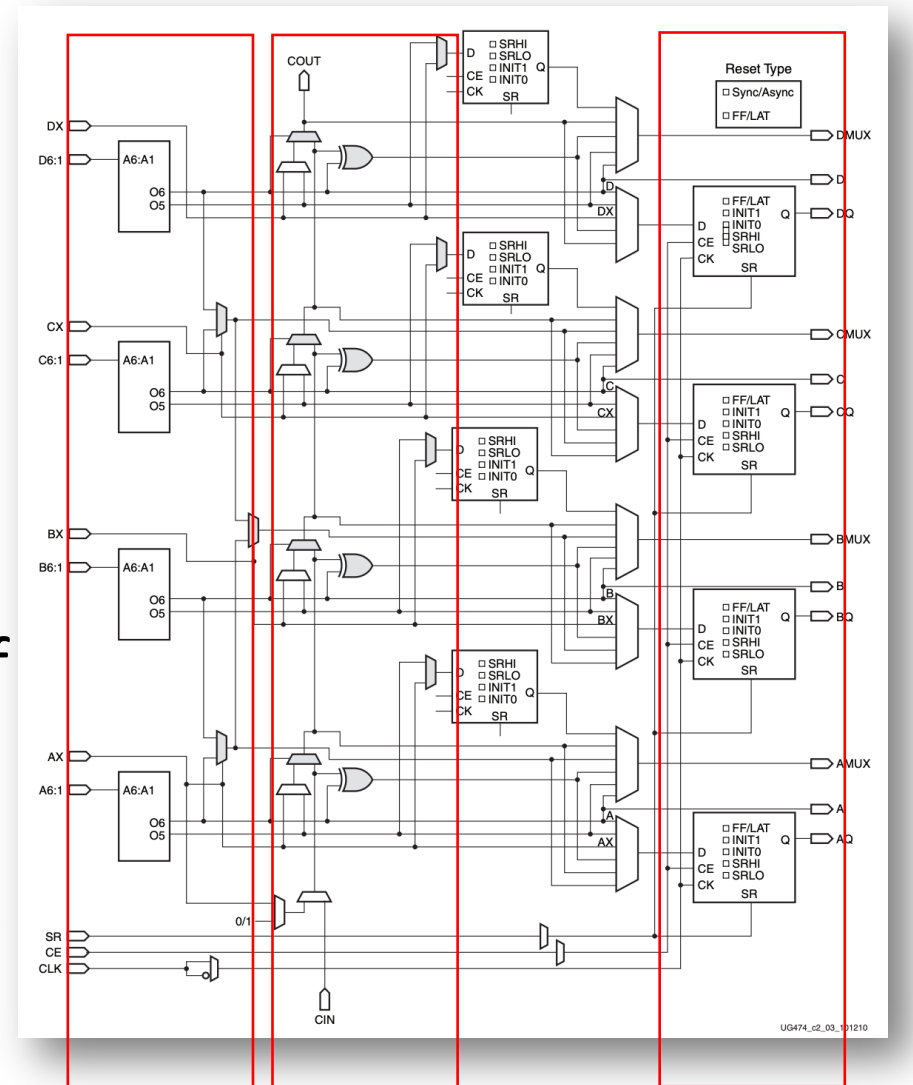 COUT
D
SRHI
SRLO
INIT1
INIT0
Q
CE
CK
SR
Reset Type
Sync/Async
FF/LAT
DX
D6:1
A6:A1
O6
O5
DMUX
D
D
DX
FF/LAT
INIT1
INIT0
SRHI
SRLO
D
CE
CK
Q
SR
DQ
D
SRHI
SRLO
INIT1
INIT0
Q
CE
CK
SR
CX
C6:1
A6:A1
O6
O5
CMUX
C
C
CX
FF/LAT
INIT1
INIT0
SRHI
SRLO
D
CE
CK
Q
SR
CQ
D
SRHI
SRLO
INIT1
INIT0
Q
CE
CK
SR
BX
B6:1
A6:A1
O6
O5
BMUX
B
B
BX
FF/LAT
INIT1
INIT0
SRHI
SRLO
D
CE
CK
Q
SR
BQ
D
SRHI
SRLO
INIT1
INIT0
Q
CE
CK
SR
AX
A6:1
A6:A1
O6
O5
AMUX
A
A
AX
FF/LAT
INIT1
INIT0
SRHI
SRLO
D
CE
CK
Q
SR
AQ
0/1
SR
CE
CLK
CIN
UG474_c2_03_101210